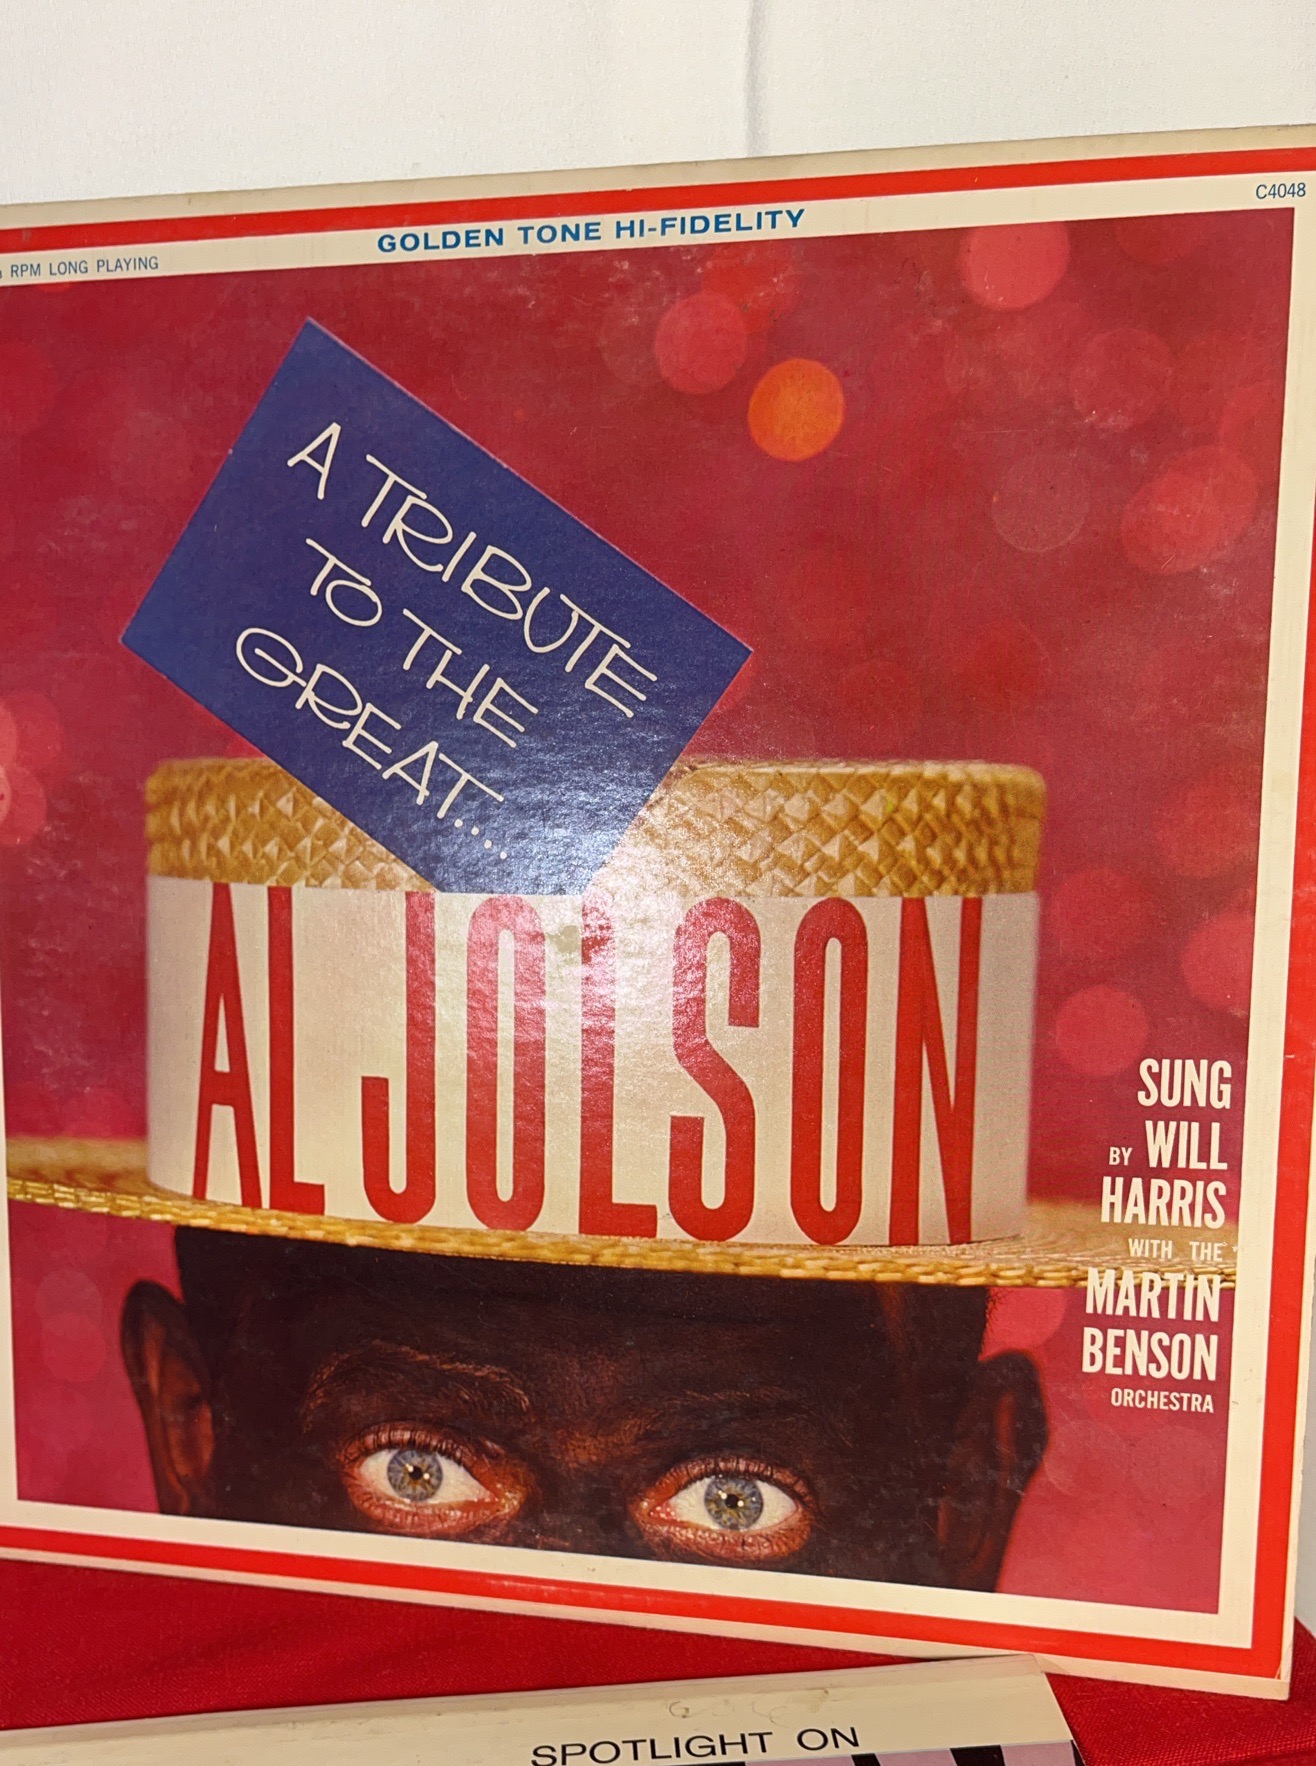 GOLDEN TONE HI-FIDELITY
C4048
RPM LONG PLAYING
A TRIBUTE
TO THE
GREAT....
AL JOLSON
SUNG
BY WILL
HARRIS
WITH THE
MARTIN
BENSON
ORCHESTRA
SPOTLIGHT ON